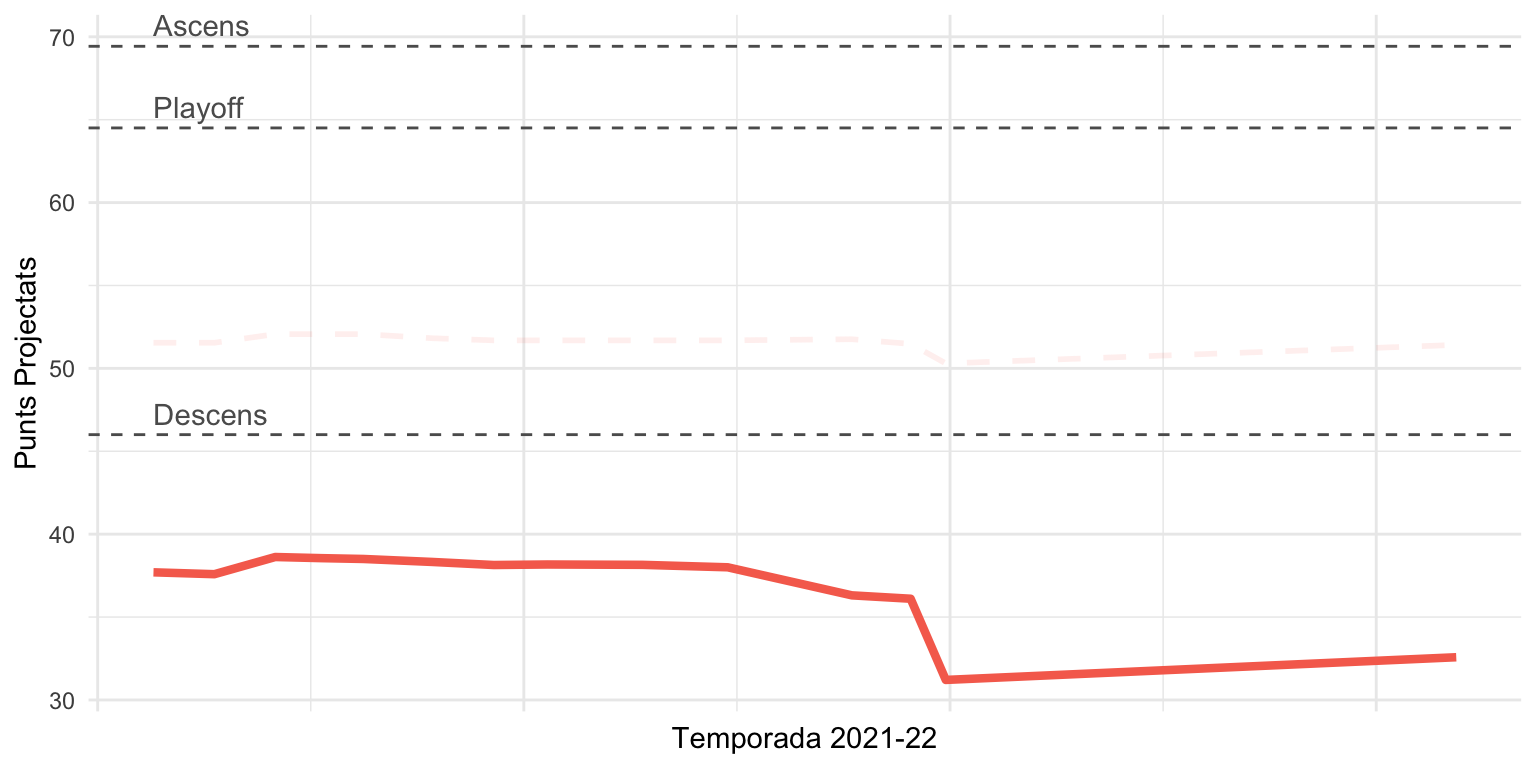 Ascens
70
Playoff
60
50
Descens
40
30
Punts Projectats
Temporada 2021-22